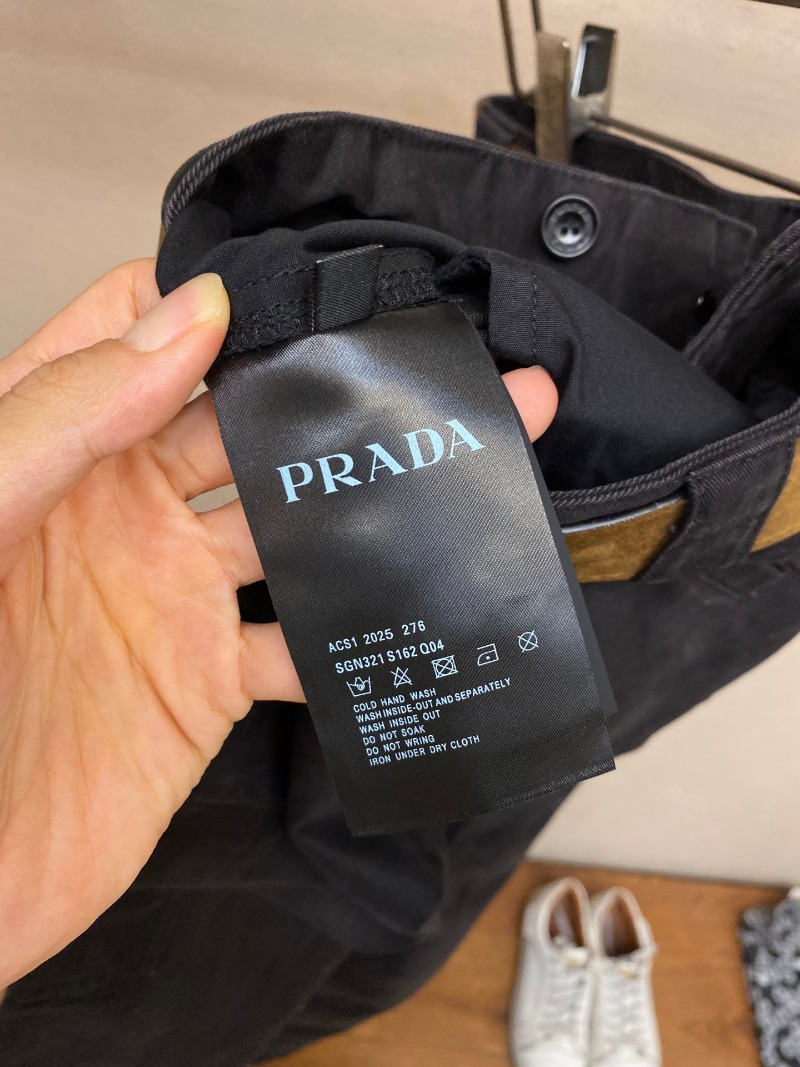 PRADA
ACS1 2025 276
SGN321 S162 Q04
COLD HAND WASH
WASH INSIDE-OUT AND SEPARATELY
WASH INSIDE OUT
DO NOT SOAK
DO NOT WRING
IRON UNDER DRY CLOTH